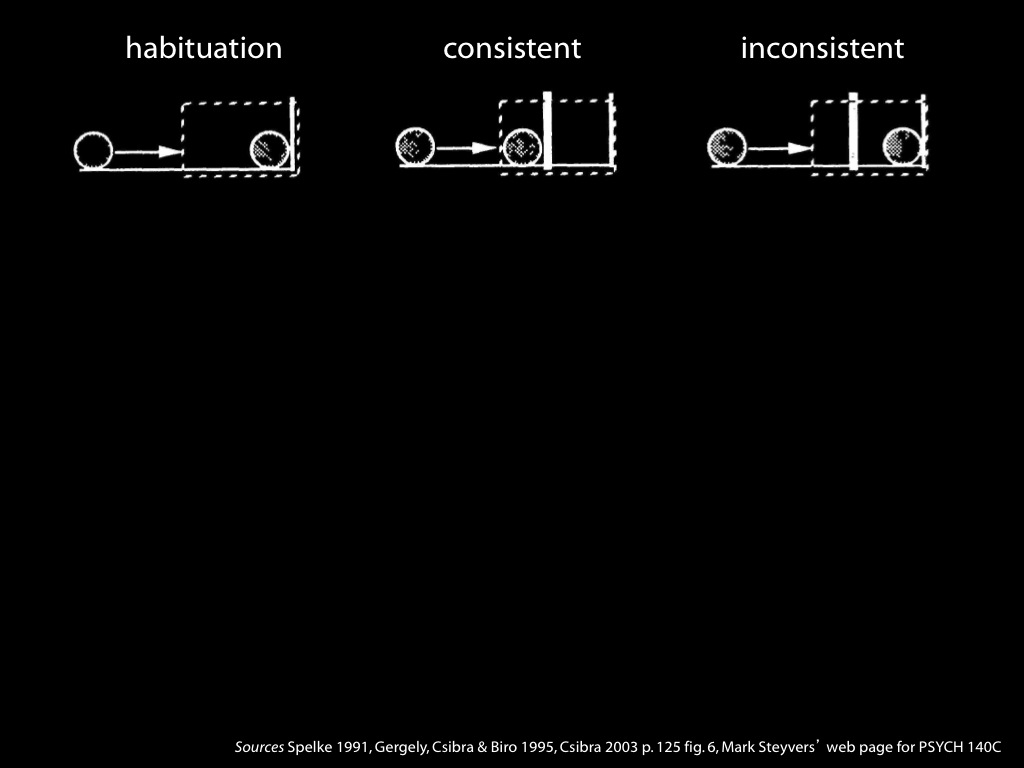 habituation
consistent
inconsistent
Sources Spelke 1991, Gergely, Csibra & Biro 1995, Csibra 2003 p. 125 fig. 6, Mark Steyvers’ web page for PSYCH 140C